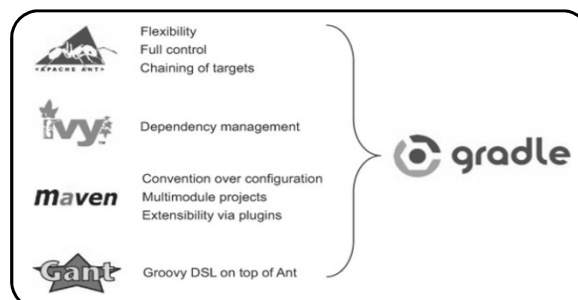 Flexibility
Full control
<APACHE ANT>
Chaining of targets
ivy
Dependency management
Convention over configuration
maven
Multimodule projects
Extensibility via plugins
Gant
Groovy DSL on top of Ant
gradle